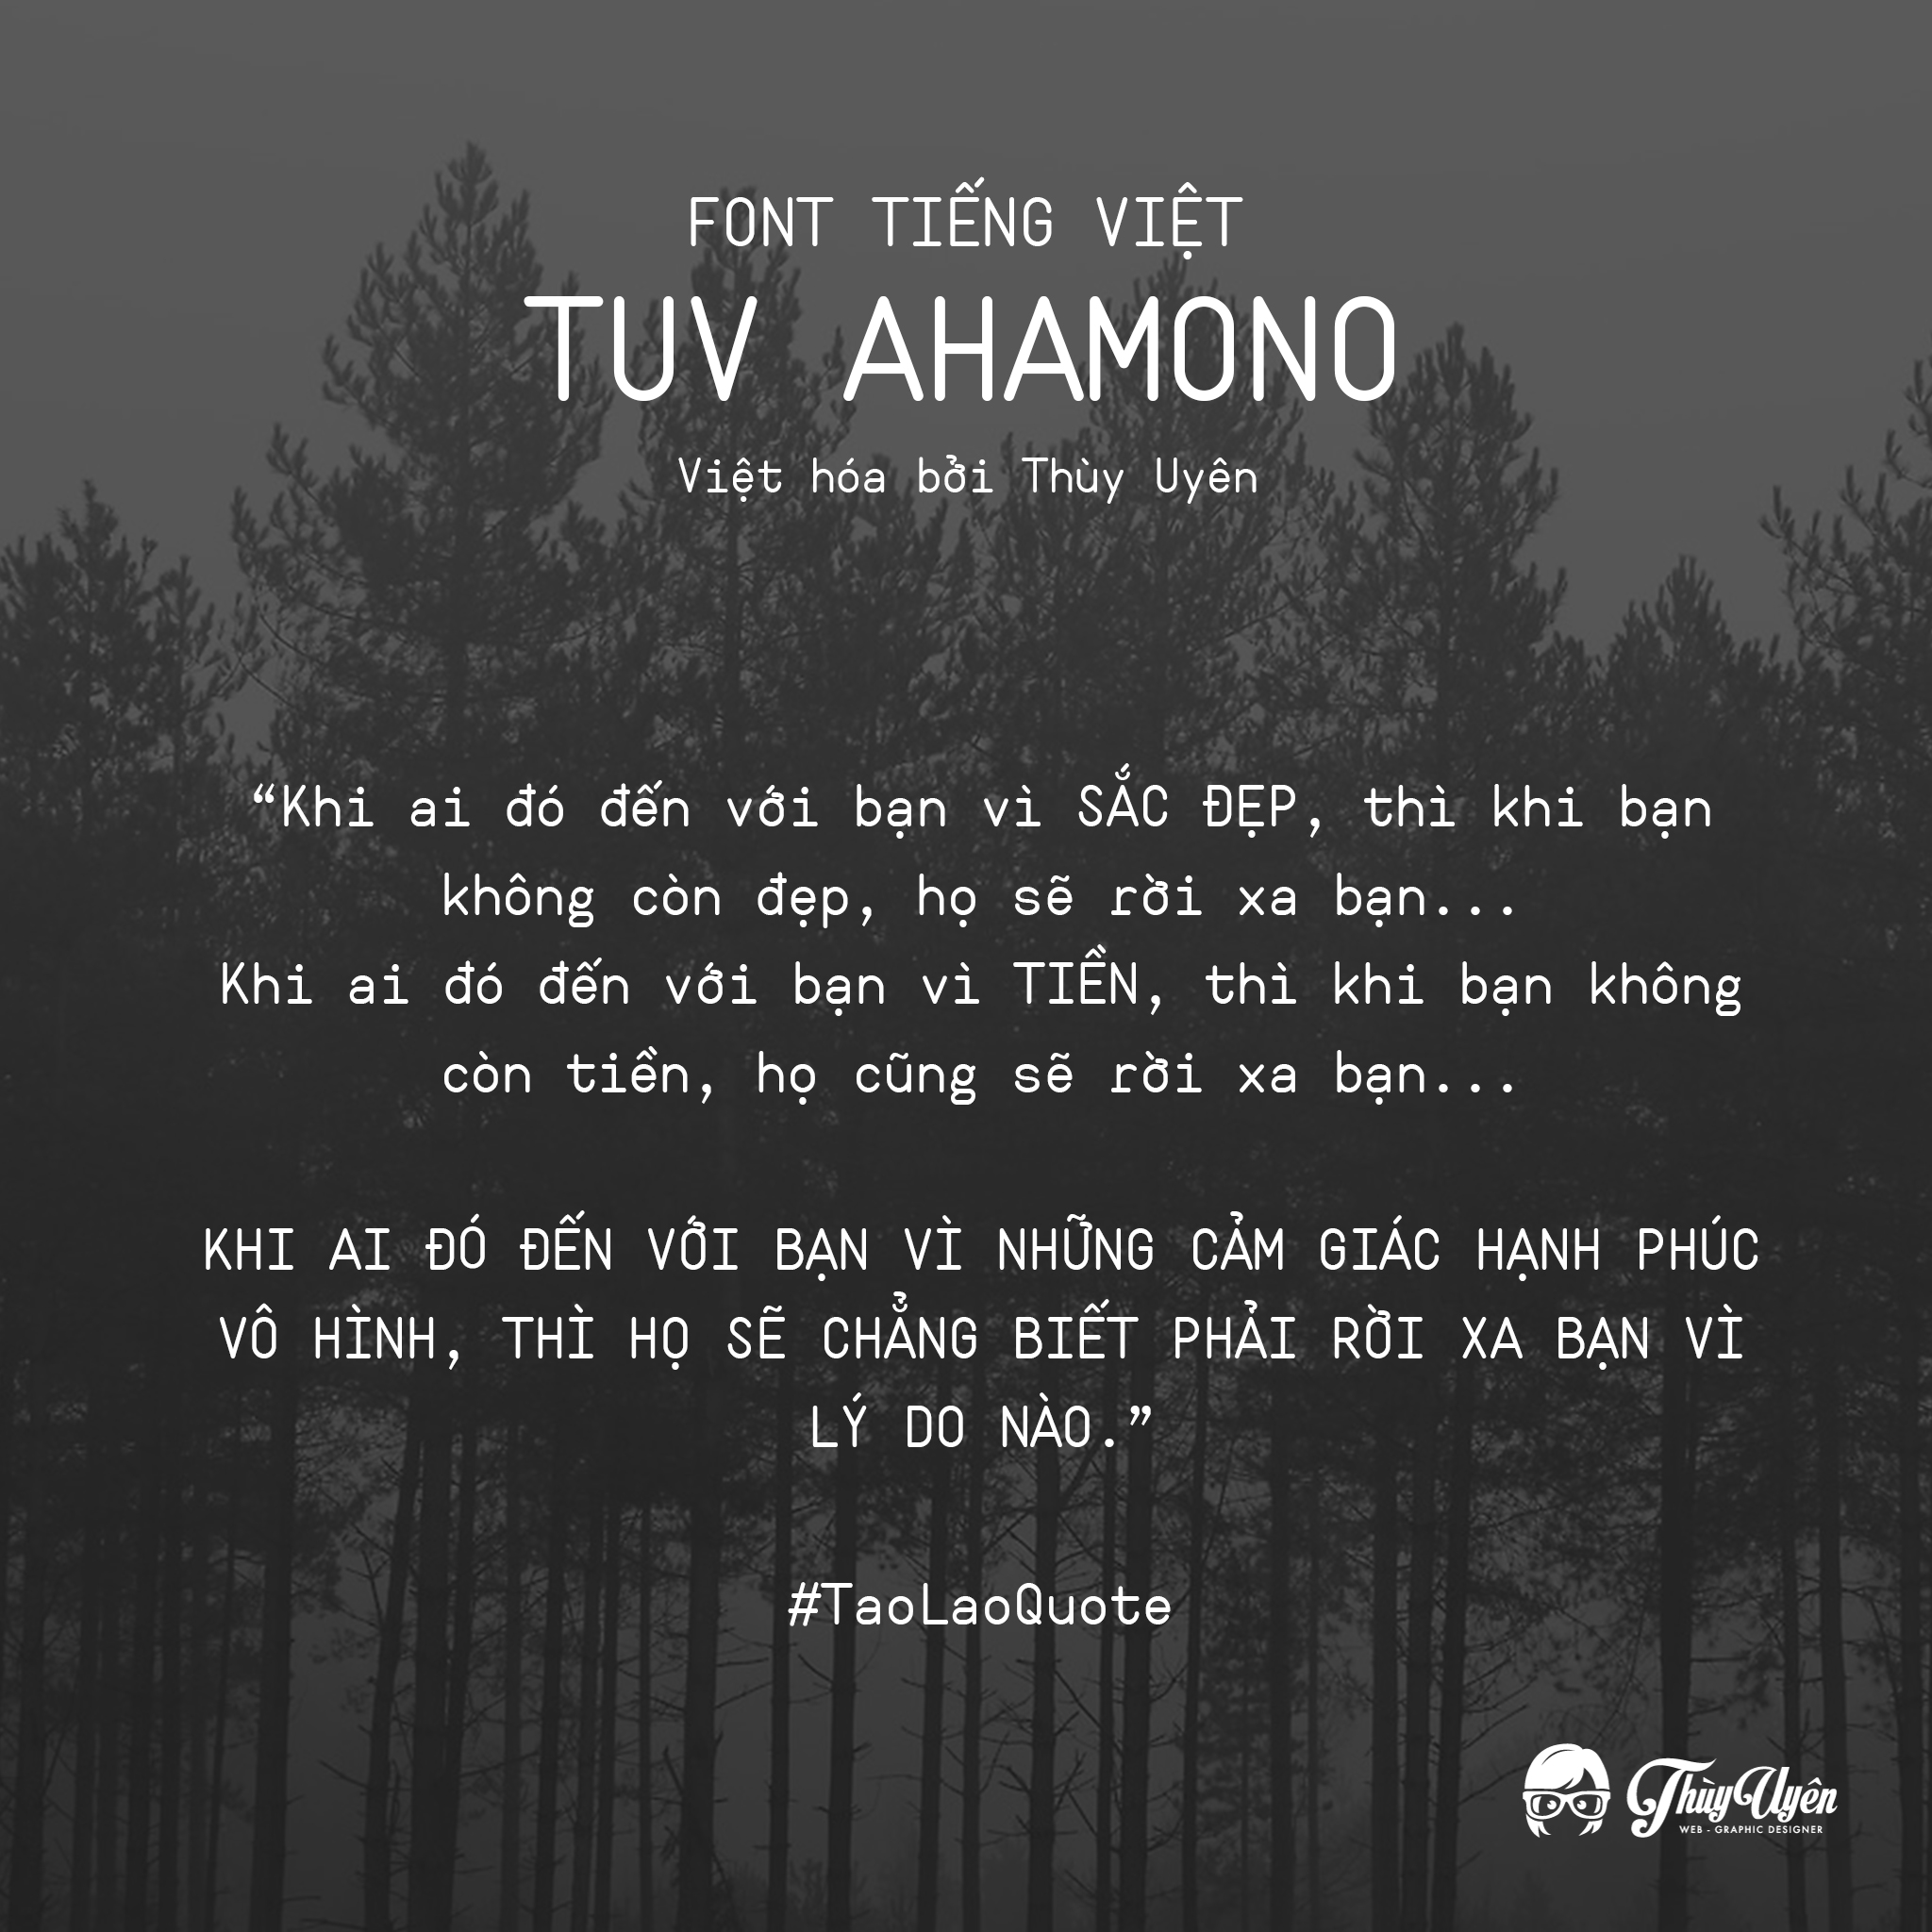 FONT TIẾNG VIỆT
TUV AHAMONO
Việt hóa bởi Thùy Uyên
“Khi ai đó đến với bạn vì SẮC ĐẸP, thì khi bạn
không còn đẹp, họ sẽ rời xa bạn...
Khi ai đó đến với bạn vì TIỀN, thì khi bạn không
còn tiền, họ cũng sẽ rời xa bạn...
KHI AI ĐÓ ĐẾN VỚI BẠN VÌ NHỮNG CẢM GIÁC HẠNH PHÚC
VÔ HÌNH, THÌ HỌ SẼ CHẲNG BIẾT PHẢI RỜI XA BẠN VÌ
LÝ DO NÀO.”
#TaoLaoQuote
Thùy Uyên
WEB - GRAPHIC DESIGNER